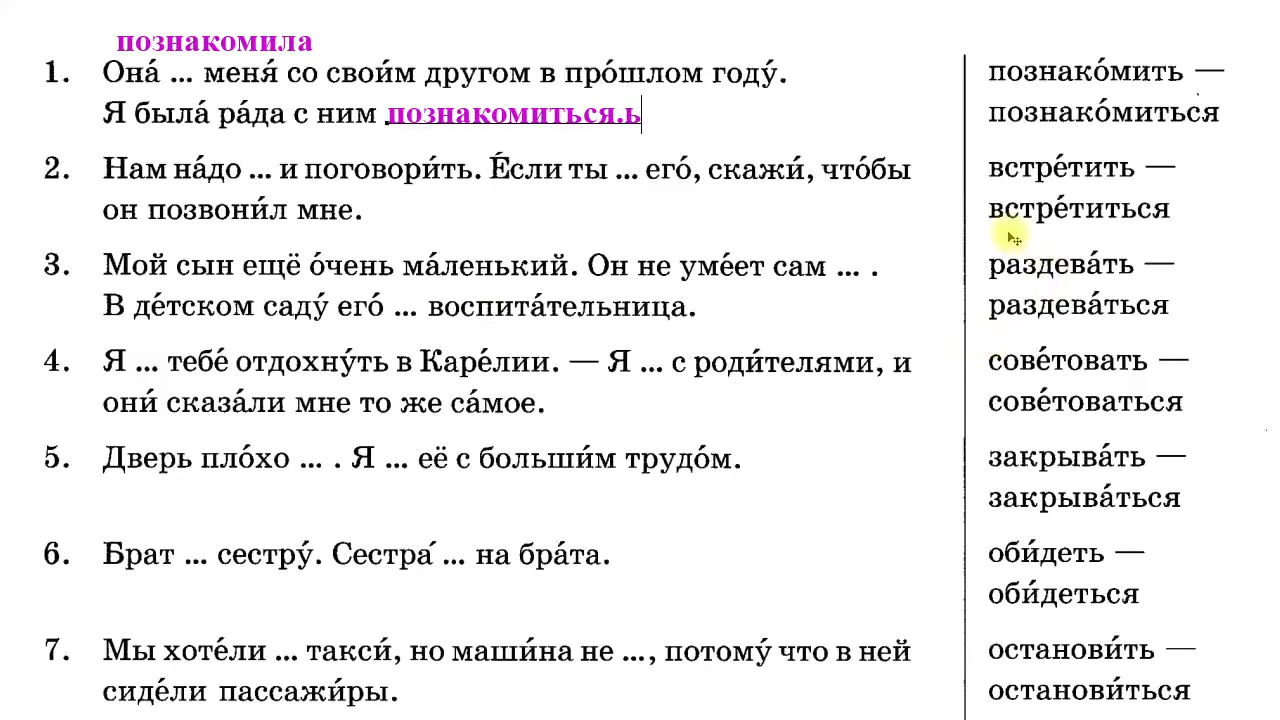 познакомила
1. Она́ ... меня́ со свои́м другом в про́шлом году́.
Я была́ ра́да с ним познакомиться.ь
2. Нам на́до ... и поговори́ть. Е́сли ты ... его́, скажи́, что́бы
он позвони́л мне.
3. Мой сын ещё о́чень ма́ленький. Он не уме́ет сам ... .
В де́тском саду́ его́ ... воспита́тельница.
4. Я ... тебе́ отдохну́ть в Каре́лии. — Я ... с роди́телями, и
они́ сказа́ли мне то же са́мое.
5. Дверь пло́хо ... . Я ... её с больши́м трудо́м.
6. Брат ... сестру́. Сестра́ ... на бра́та.
7. Мы хоте́ли ... такси́, но маши́на не ..., потому́ что в ней
сиде́ли пассажи́ры.
познако́мить —
познако́миться
встре́тить —
встре́титься
раздева́ть —
раздева́ться
сове́товать —
сове́товаться
закрыва́ть —
закрыва́ться
оби́деть —
оби́деться
останови́ть —
останови́ться